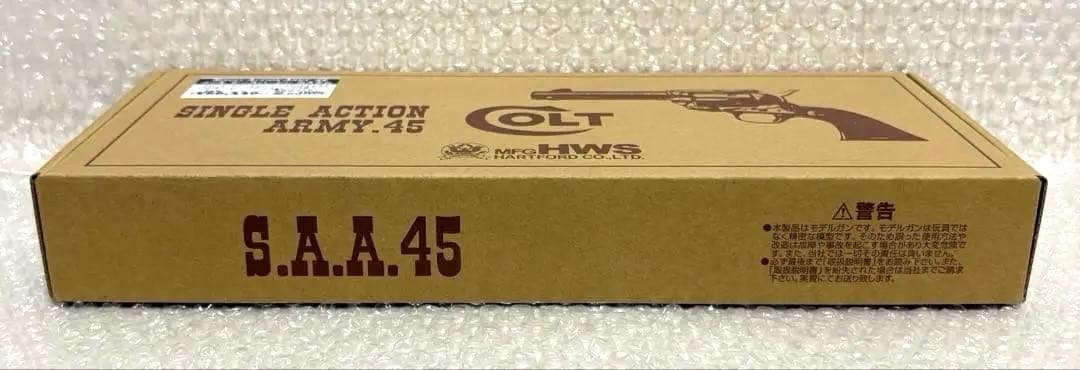 SINGLE ACTION
ARMY.45
COLT
MFG HWS
HARTFORD CO.,LTD.
S.A.A.45
⚠警告
●本製品はモデルガンです。モデルガンは玩具では
なく精密な模型です。そのため誤った使用方法や
改造は故障や事故を起こす場合があり大変危険で
す。また、当社では一切その責任は負いません。
●必ず最後まで「取扱説明書」をお読み下さい。また、
「取扱説明書」を紛失された場合は当社までご請求
下さい。実費にてお送り致します。